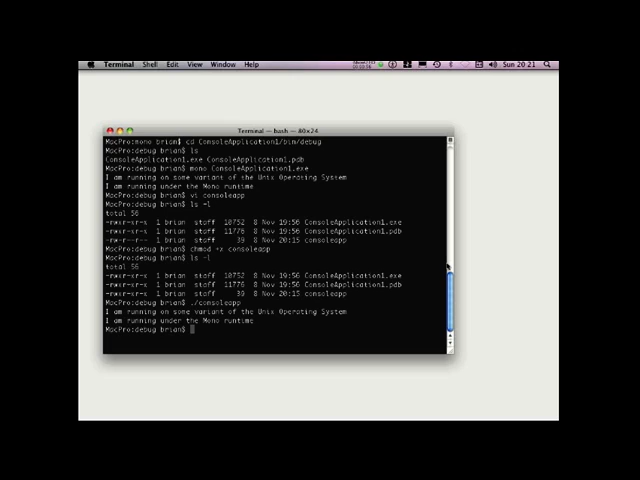 Terminal Shell Edit View Window Help Sun 20 21
Terminal — bash — 80x24
MacPro:mono brian$ cd ConsoleApplication1/bin/debug
MacPro:debug brian$ ls
ConsoleApplication1.exe ConsoleApplication1.pdb
MacPro:debug brian$ mono ConsoleApplication1.exe
I am running on some variant of the Unix Operating System
I am running under the Mono runtime
MacPro:debug brian$ vi consoleapp
MacPro:debug brian$ ls -l
total 56
-rwxr-xr-x 1 brian staff 10752 8 Nov 19:56 ConsoleApplication1.exe
-rwxr-xr-x 1 brian staff 11776 8 Nov 19:56 ConsoleApplication1.pdb
-rw-r--r-- 1 brian staff 39 8 Nov 20:15 consoleapp
MacPro:debug brian$ chmod +x consoleapp
MacPro:debug brian$ ls -l
total 56
-rwxr-xr-x 1 brian staff 10752 8 Nov 19:56 ConsoleApplication1.exe
-rwxr-xr-x 1 brian staff 11776 8 Nov 19:56 ConsoleApplication1.pdb
-rwxr-xr-x 1 brian staff 39 8 Nov 20:15 consoleapp
MacPro:debug brian$ ./consoleapp
I am running on some variant of the Unix Operating System
I am running under the Mono runtime
MacPro:debug brian$